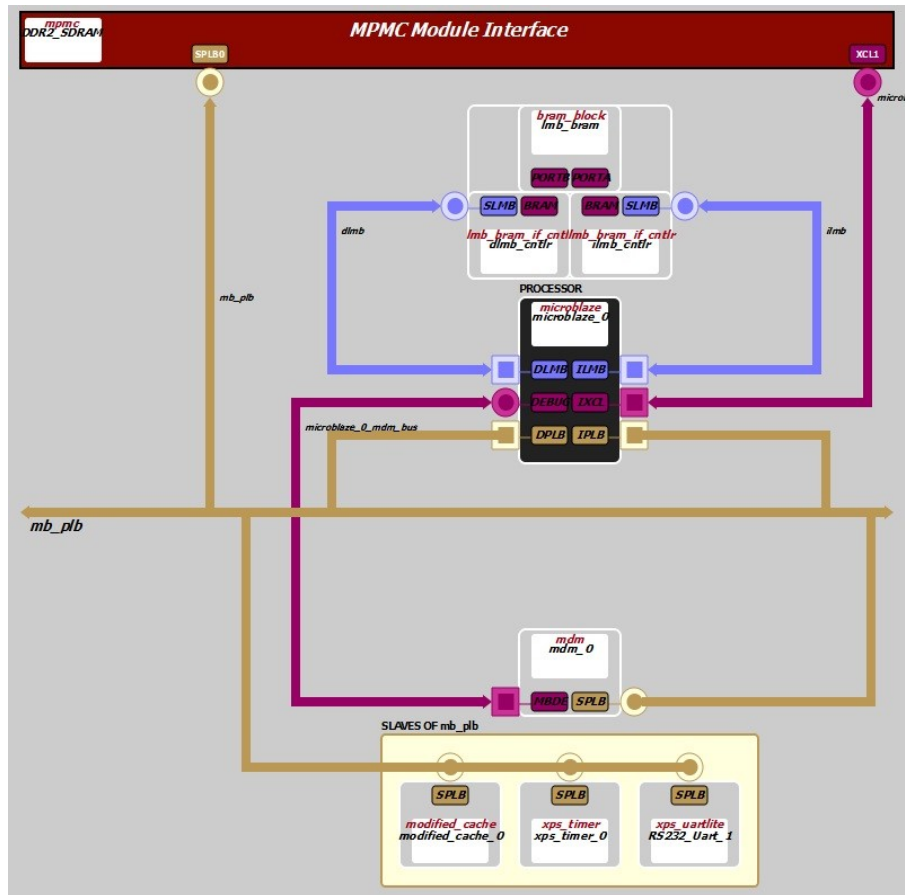 mpmc
DDR2_SDRAM
MPMC Module Interface
SPLB0
XCL1
bram_block
lmb_bram
PORTB PORTA
SLMB BRAM BRAM SLMB
lmb_bram_if_cntlr lmb_bram_if_cntlr
dlmb_cntlr ilmb_cntlr
dlmb
ilmb
mb_plb
PROCESSOR
microblaze
microblaze_0
DLMB ILMB
DEBUG IXCL
DPLB IPLB
microblaze_0_mdm_bus
mb_plb
mdm
mdm_0
MBDE SPLB
SLAVES OF mb_plb
SPLB SPLB SPLB
modified_cache xps_timer xps_uartlite
modified_cache_0 xps_timer_0 RS232_Uart_1